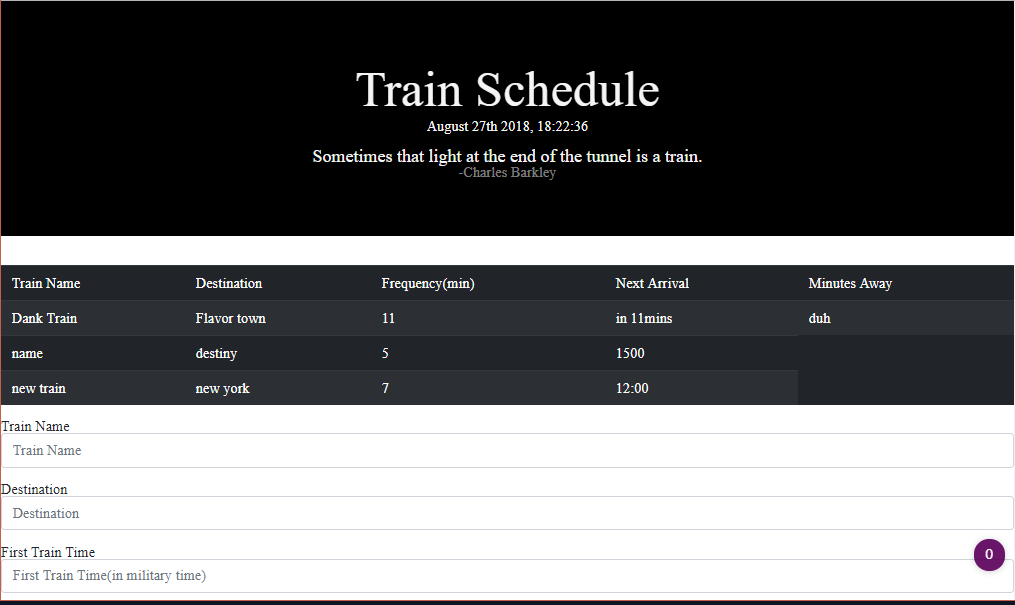 Train Schedule
August 27th 2018, 18:22:36
Sometimes that light at the end of the tunnel is a train.
-Charles Barkley
Train Name Destination Frequency(min) Next Arrival Minutes Away
Dank Train Flavor town 11 in 11mins duh
name destiny 5 1500
new train new york 7 12:00
Train Name
Train Name
Destination
Destination
First Train Time
0
First Train Time(in military time)